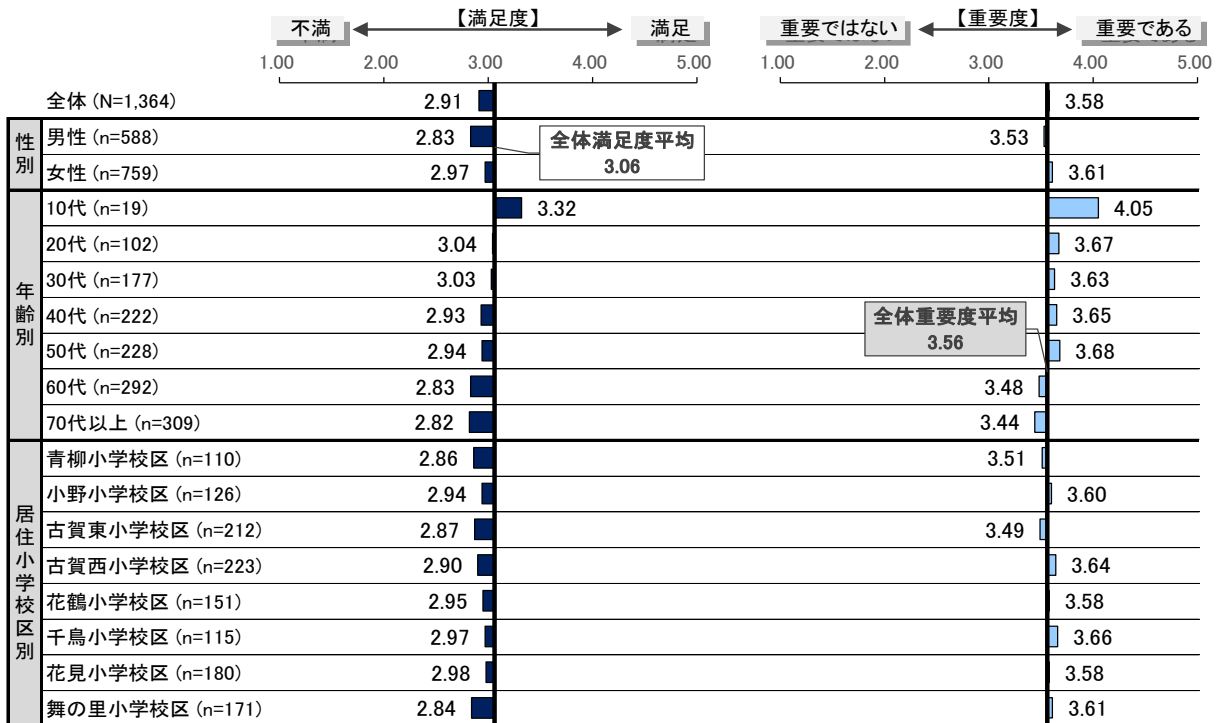 不満 【満足度】 満足 重要ではない 【重要度】 重要である
1.00 2.00 3.00 4.00 5.00 1.00 2.00 3.00 4.00 5.00
全体 (N=1,364) 2.91 3.58
性別
男性 (n=588) 2.83 3.53
全体満足度平均
3.06
女性 (n=759) 2.97 3.61
年齢別
10代 (n=19) 3.32 4.05
20代 (n=102) 3.04 3.67
30代 (n=177) 3.03 3.63
40代 (n=222) 2.93 3.65
全体重要度平均
3.56
50代 (n=228) 2.94 3.68
60代 (n=292) 2.83 3.48
70代以上 (n=309) 2.82 3.44
居住小学校区別
青柳小学校区 (n=110) 2.86 3.51
小野小学校区 (n=126) 2.94 3.60
古賀東小学校区 (n=212) 2.87 3.49
古賀西小学校区 (n=223) 2.90 3.64
花鶴小学校区 (n=151) 2.95 3.58
千鳥小学校区 (n=115) 2.97 3.66
花見小学校区 (n=180) 2.98 3.58
舞の里小学校区 (n=171) 2.84 3.61